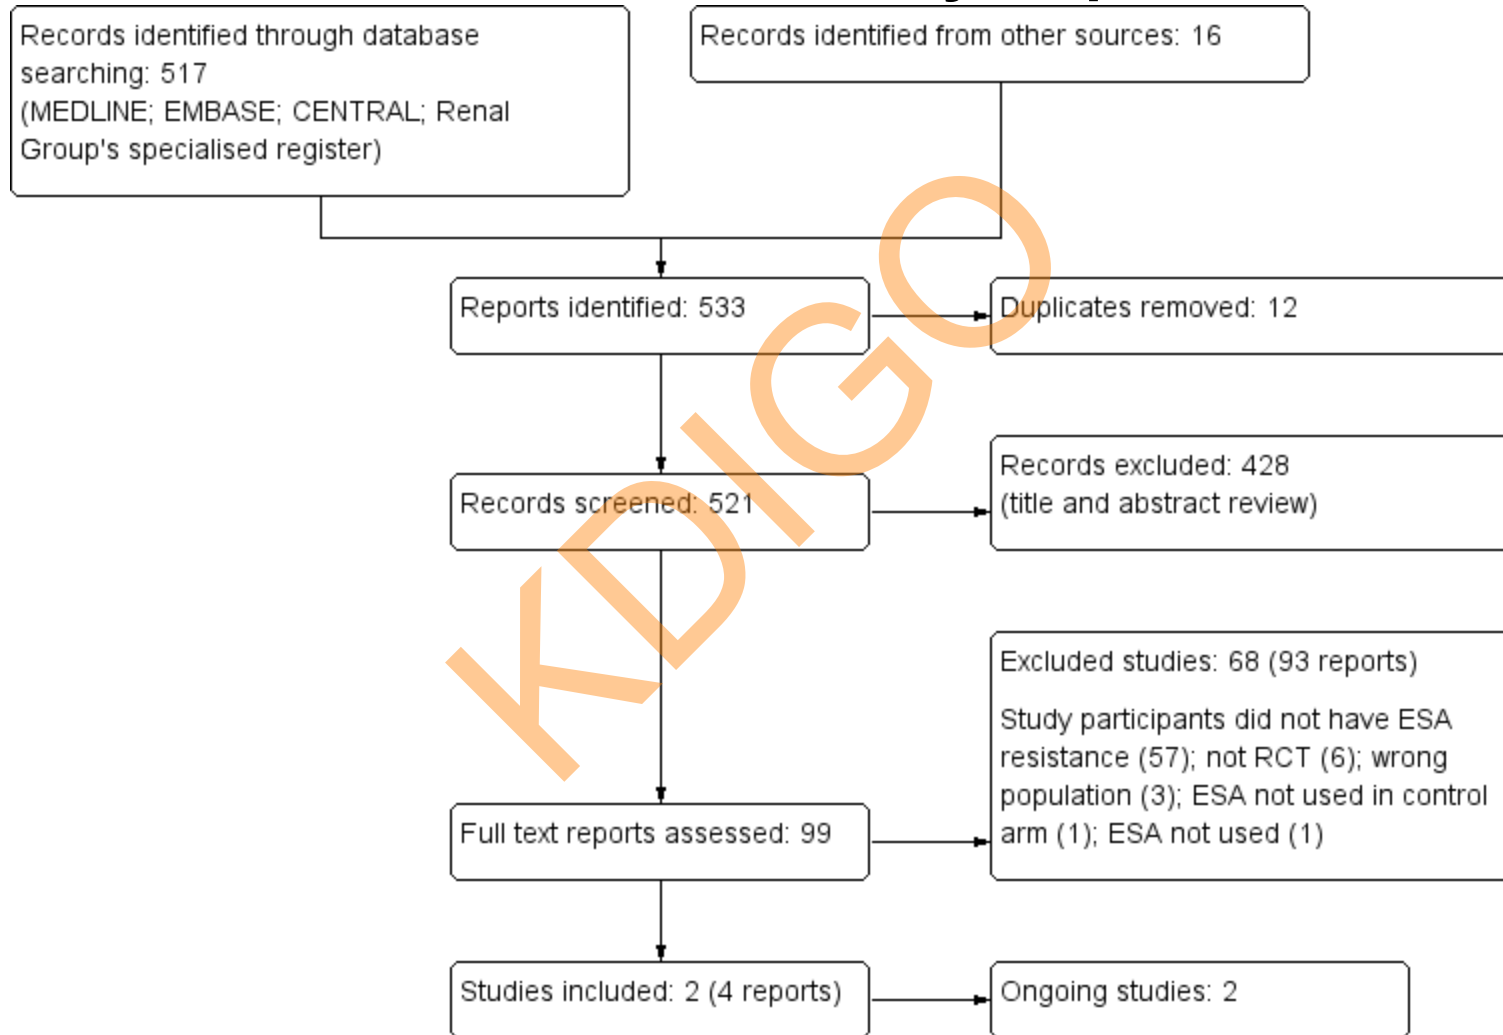 Records identified through database
searching: 517
(MEDLINE; EMBASE; CENTRAL; Renal
Group's specialised register)
Records identified from other sources: 16
Reports identified: 533
Duplicates removed: 12
Records screened: 521
Records excluded: 428
(title and abstract review)
Excluded studies: 68 (93 reports)
Study participants did not have ESA
resistance (57); not RCT (6); wrong
population (3); ESA not used in control
arm (1); ESA not used (1)
Full text reports assessed: 99
Studies included: 2 (4 reports)
Ongoing studies: 2
KDIGO